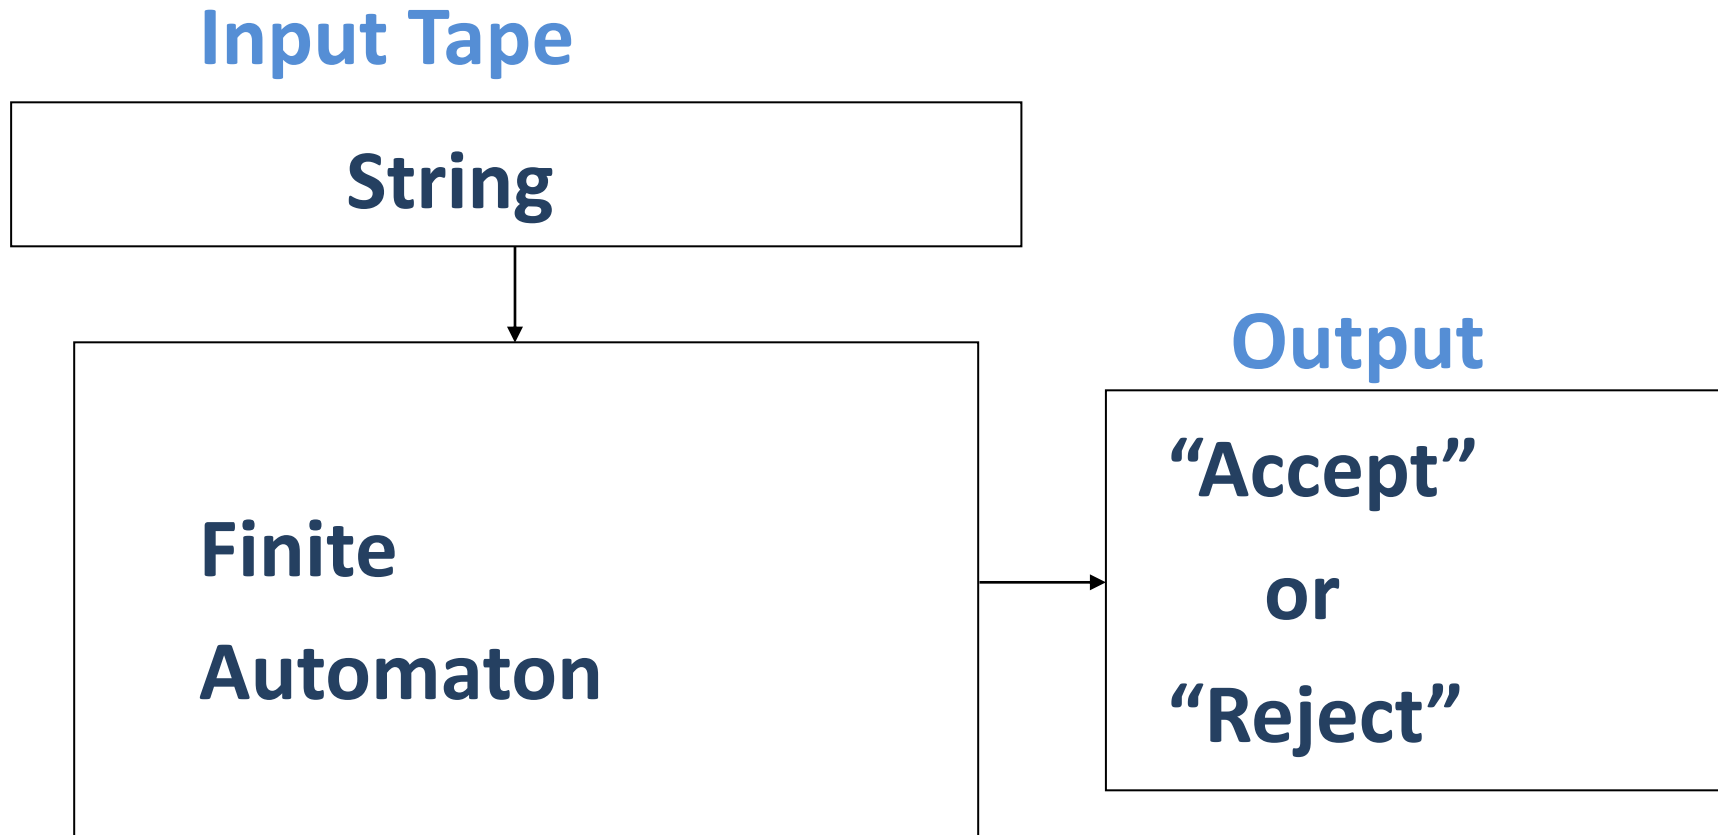 Input Tape
String
Finite
Automaton
Output
“Accept”
or
“Reject”